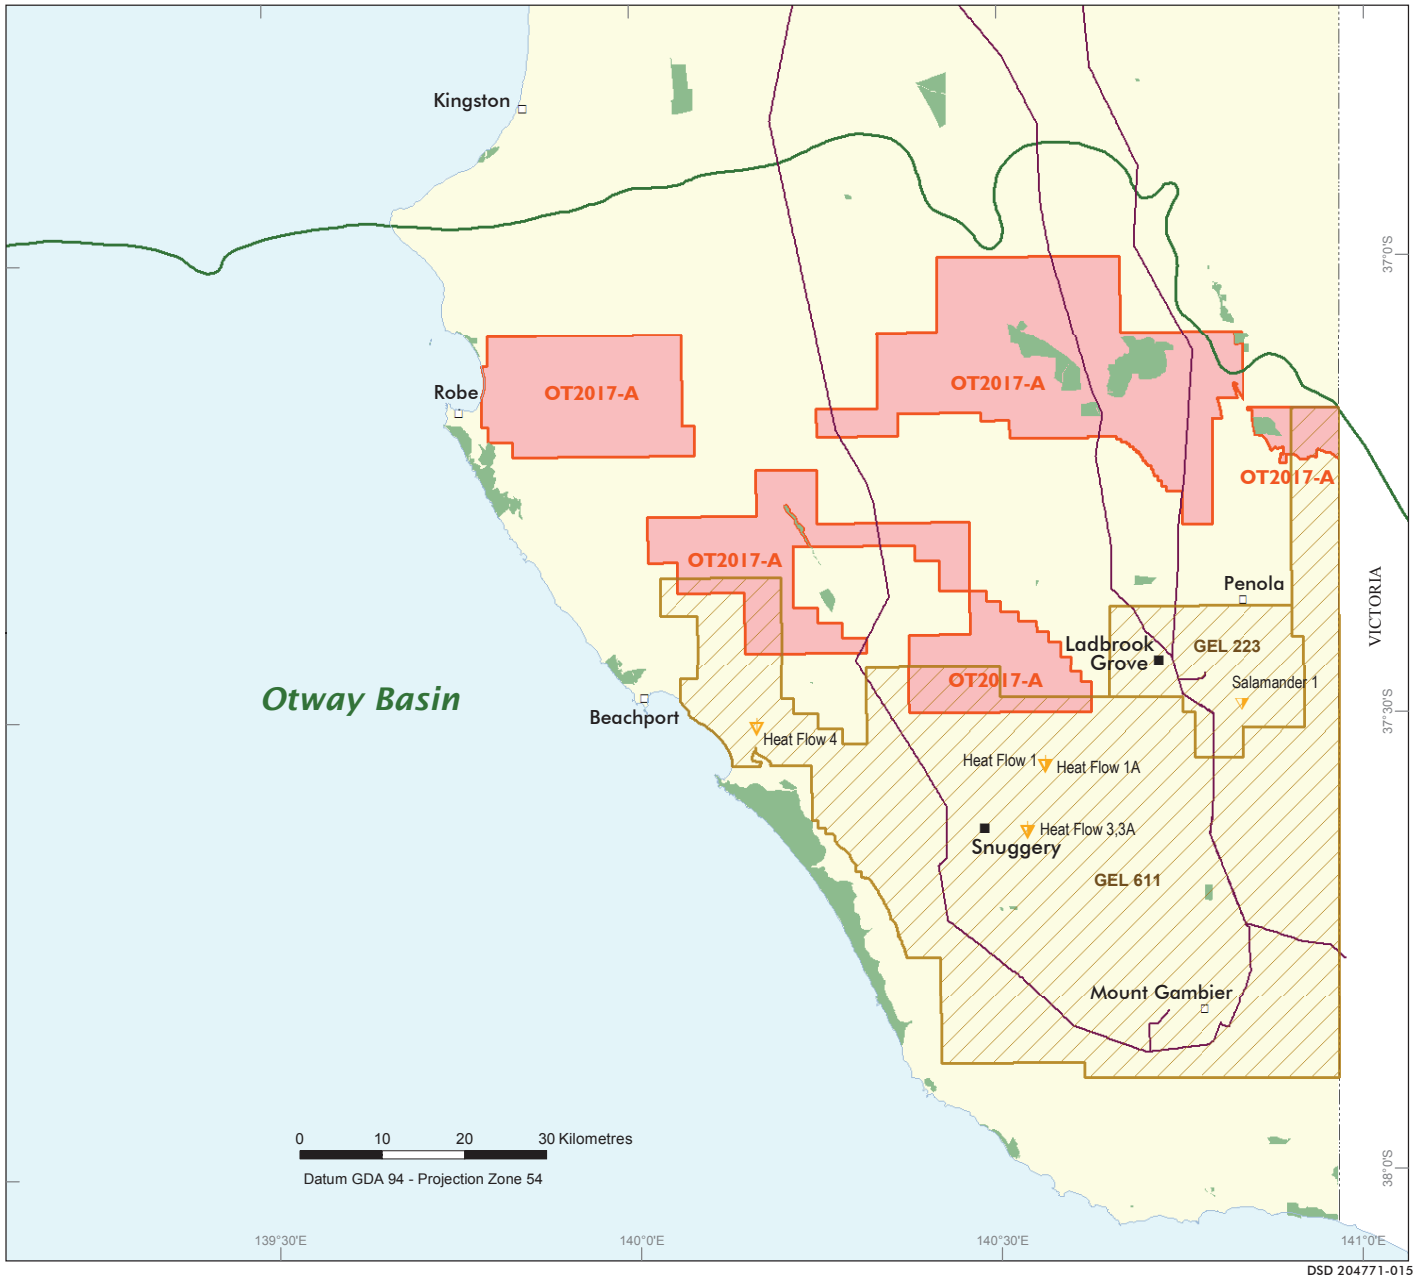 Kingston
37°0'S
Robe
OT2017-A
OT2017-A
OT2017-A
OT2017-A
Penola
VICTORIA
Ladbrook
Grove
GEL 223
OT2017-A
Salamander 1
Otway Basin
Beachport
37°30'S
Heat Flow 4
Heat Flow 1
Heat Flow 1A
Heat Flow 3,3A
Snuggery
GEL 611
Mount Gambier
0 10 20 30 Kilometres
Datum GDA 94 - Projection Zone 54
38°0'S
139°30'E
140°0'E
140°30'E
141°0'E
DSD 204771-015